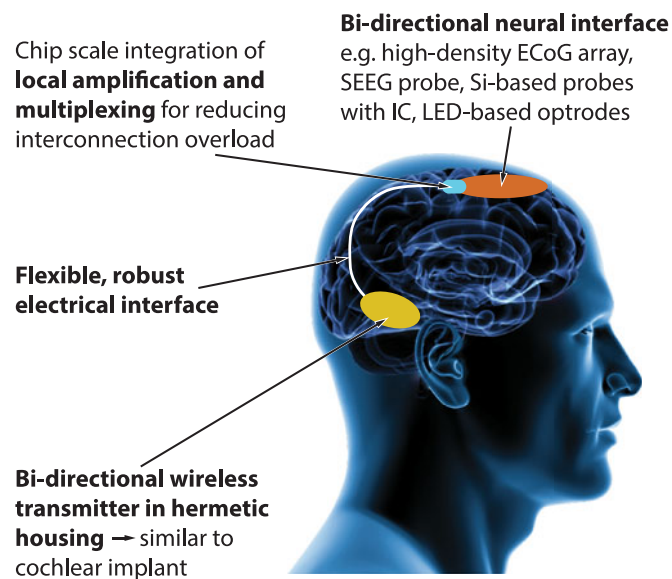 Chip scale integration of
local amplification and
multiplexing for reducing
interconnection overload
Bi-directional neural interface
e.g. high-density ECoG array,
SEEG probe, Si-based probes
with IC, LED-based optrodes
Flexible, robust
electrical interface
Bi-directional wireless
transmitter in hermetic
housing → similar to
cochlear implant